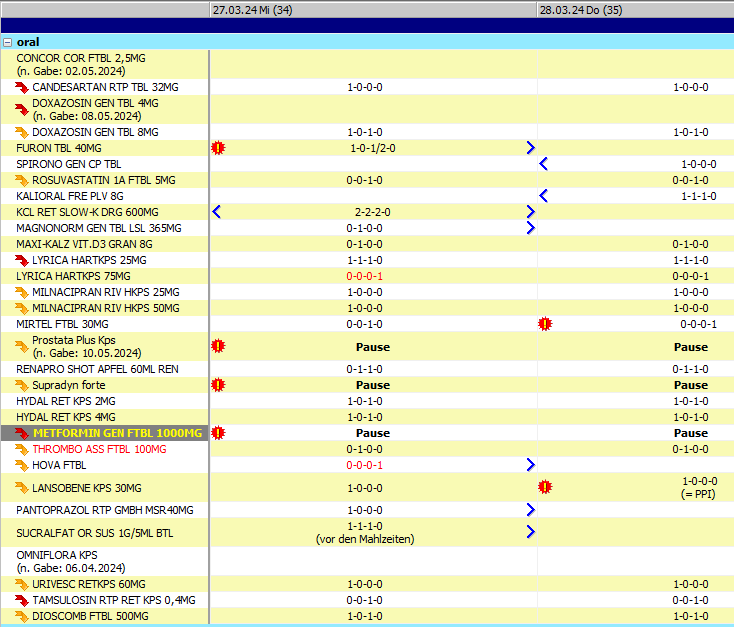 27.03.24 Mi (34) 28.03.24 Do (35)
oral
CONCOR COR FTBL 2,5MG
(n. Gabe: 02.05.2024)
CANDESARTAN RTP TBL 32MG 1-0-0-0 1-0-0-0
DOXAZOSIN GEN TBL 4MG
(n. Gabe: 08.05.2024)
DOXAZOSIN GEN TBL 8MG 1-0-1-0 1-0-1-0
FURON TBL 40MG 1-0-1/2-0
SPIRONO GEN CP TBL 1-0-0-0
ROSUVASTATIN 1A FTBL 5MG 0-0-1-0 0-0-1-0
KALIORAL FRE PLV 8G 1-1-1-0
KCL RET SLOW-K DRG 600MG 2-2-2-0
MAGNONORM GEN TBL LSL 365MG 0-1-0-0
MAXI-KALZ VIT.D3 GRAN 8G 0-1-0-0 0-1-0-0
LYRICA HARTKPS 25MG 1-1-1-0 1-1-1-0
LYRICA HARTKPS 75MG 0-0-0-1 0-0-0-1
MILNACIPRAN RIV HKPS 25MG 1-0-0-0 1-0-0-0
MILNACIPRAN RIV HKPS 50MG 1-0-0-0 1-0-0-0
MIRTEL FTBL 30MG 0-0-1-0 0-0-0-1
Prostata Plus Kps
(n. Gabe: 10.05.2024) Pause Pause
RENAPRO SHOT APFEL 60ML REN 0-1-1-0 0-1-1-0
Supradyn forte Pause Pause
HYDAL RET KPS 2MG 1-0-1-0 1-0-1-0
HYDAL RET KPS 4MG 1-0-1-0 1-0-1-0
METFORMIN GEN FTBL 1000MG Pause Pause
THROMBO ASS FTBL 100MG 0-1-0-0 0-1-0-0
HOVA FTBL 0-0-0-1
LANSOBENE KPS 30MG 1-0-0-0 1-0-0-0
(= PPI)
PANTOPRAZOL RTP GMBH MSR40MG 1-0-0-0
SUCRALFAT OR SUS 1G/5ML BTL 1-1-1-0
(vor den Mahlzeiten)
OMNIFLORA KPS
(n. Gabe: 06.04.2024)
URIVESC RETKPS 60MG 1-0-0-0 1-0-0-0
TAMSULOSIN RTP RET KPS 0,4MG 0-0-1-0 0-0-1-0
DIOSCOMB FTBL 500MG 1-0-1-0 1-0-1-0